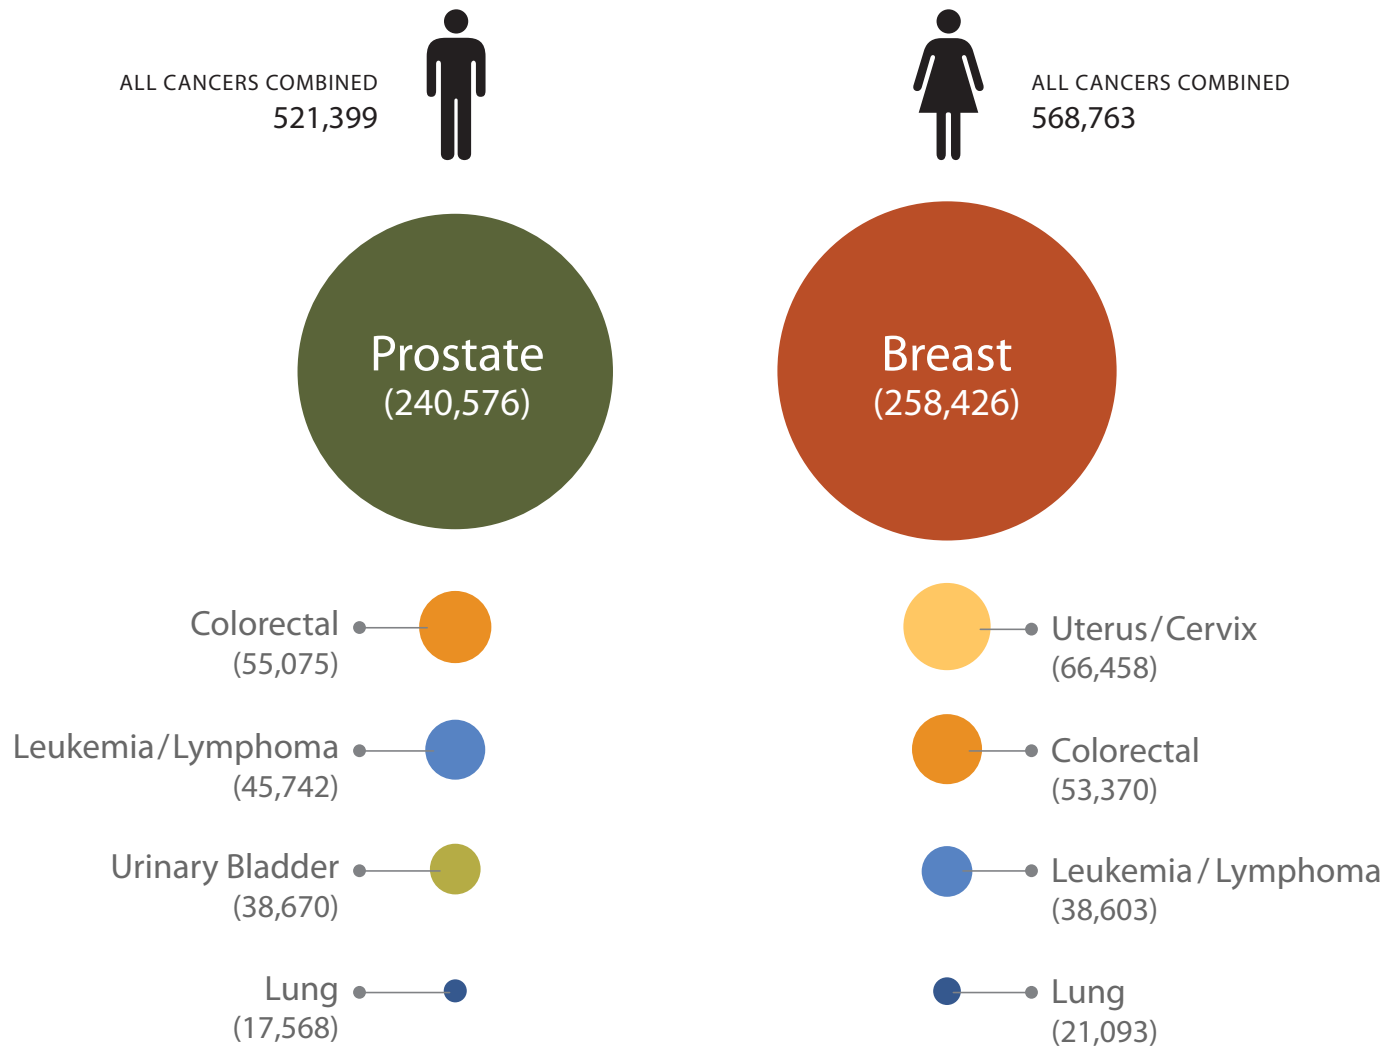 ALL CANCERS COMBINED
521,399
ALL CANCERS COMBINED
568,763
Prostate
(240,576)
Breast
(258,426)
Colorectal
(55,075)
Leukemia/Lymphoma
(45,742)
Urinary Bladder
(38,670)
Lung
(17,568)
Uterus/Cervix
(66,458)
Colorectal
(53,370)
Leukemia/Lymphoma
(38,603)
Lung
(21,093)